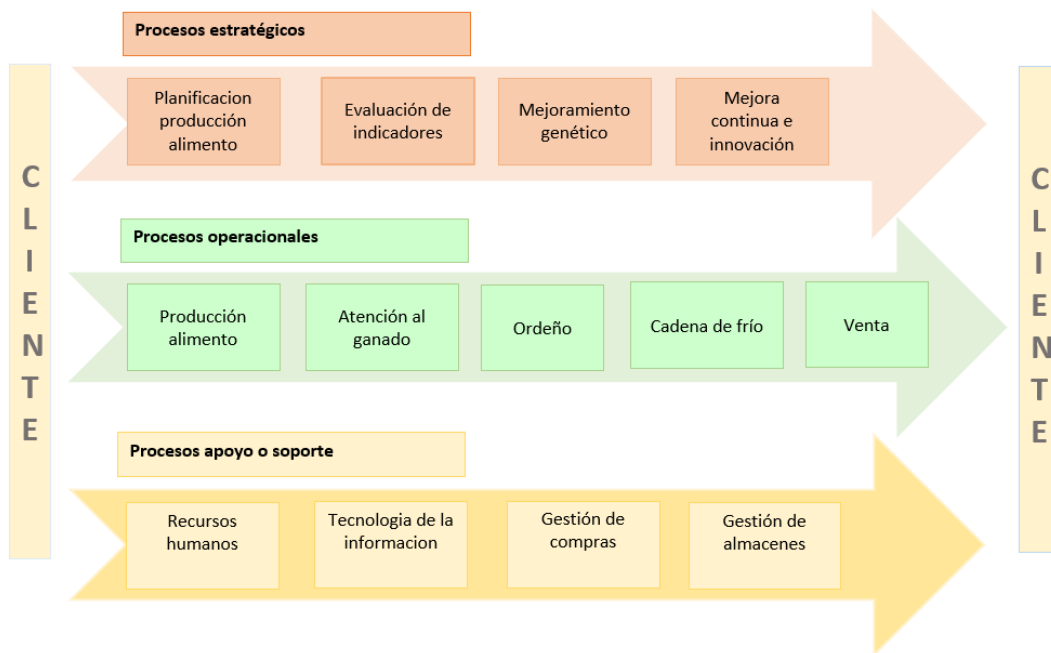 CLIENTE
Procesos estratégicos
Planificacion
producción
alimento
Evaluación de
indicadores
Mejoramiento
genético
Mejora
continua e
innovación
Procesos operacionales
Producción
alimento
Atención al
ganado
Ordeño
Cadena de frío
Venta
Procesos apoyo o soporte
Recursos
humanos
Tecnologia de la
informacion
Gestión de
compras
Gestión de
almacenes
CLIENTE